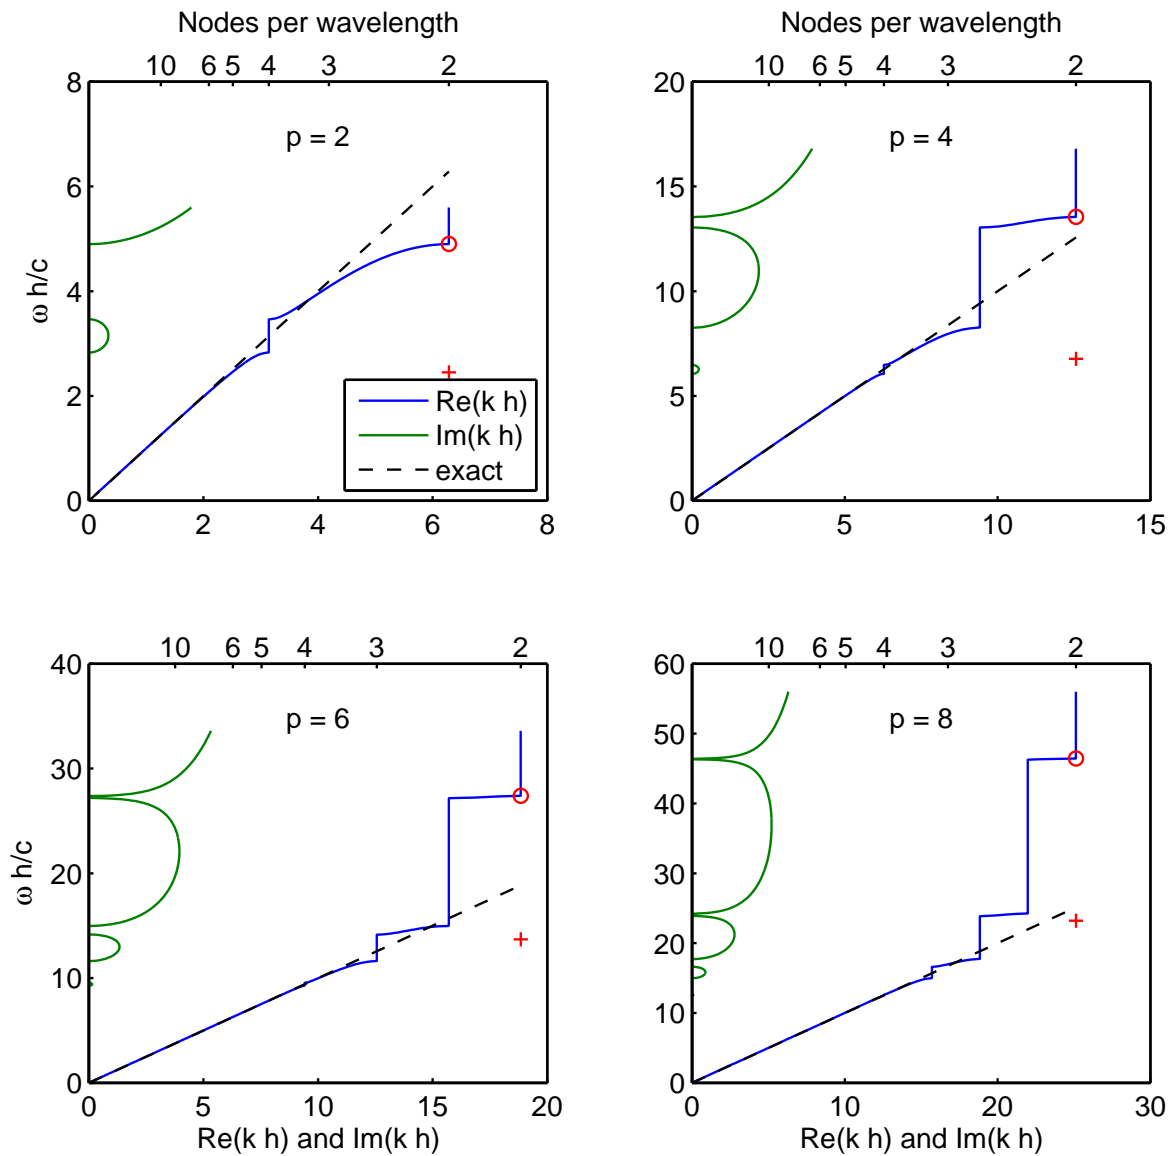 Nodes per wavelength
Nodes per wavelength
10 6 5 4 3 2
10 6 5 4 3 2
8
6
4
2
0
ω h/c
p = 2
Re(k h)
Im(k h)
exact
0 2 4 6 8
20
15
10
5
0
p = 4
0 5 10 15
10 6 5 4 3 2
10 6 5 4 3 2
40
30
20
10
0
ω h/c
p = 6
0 5 10 15 20
Re(k h) and Im(k h)
60
50
40
30
20
10
0
p = 8
0 10 20 30
Re(k h) and Im(k h)